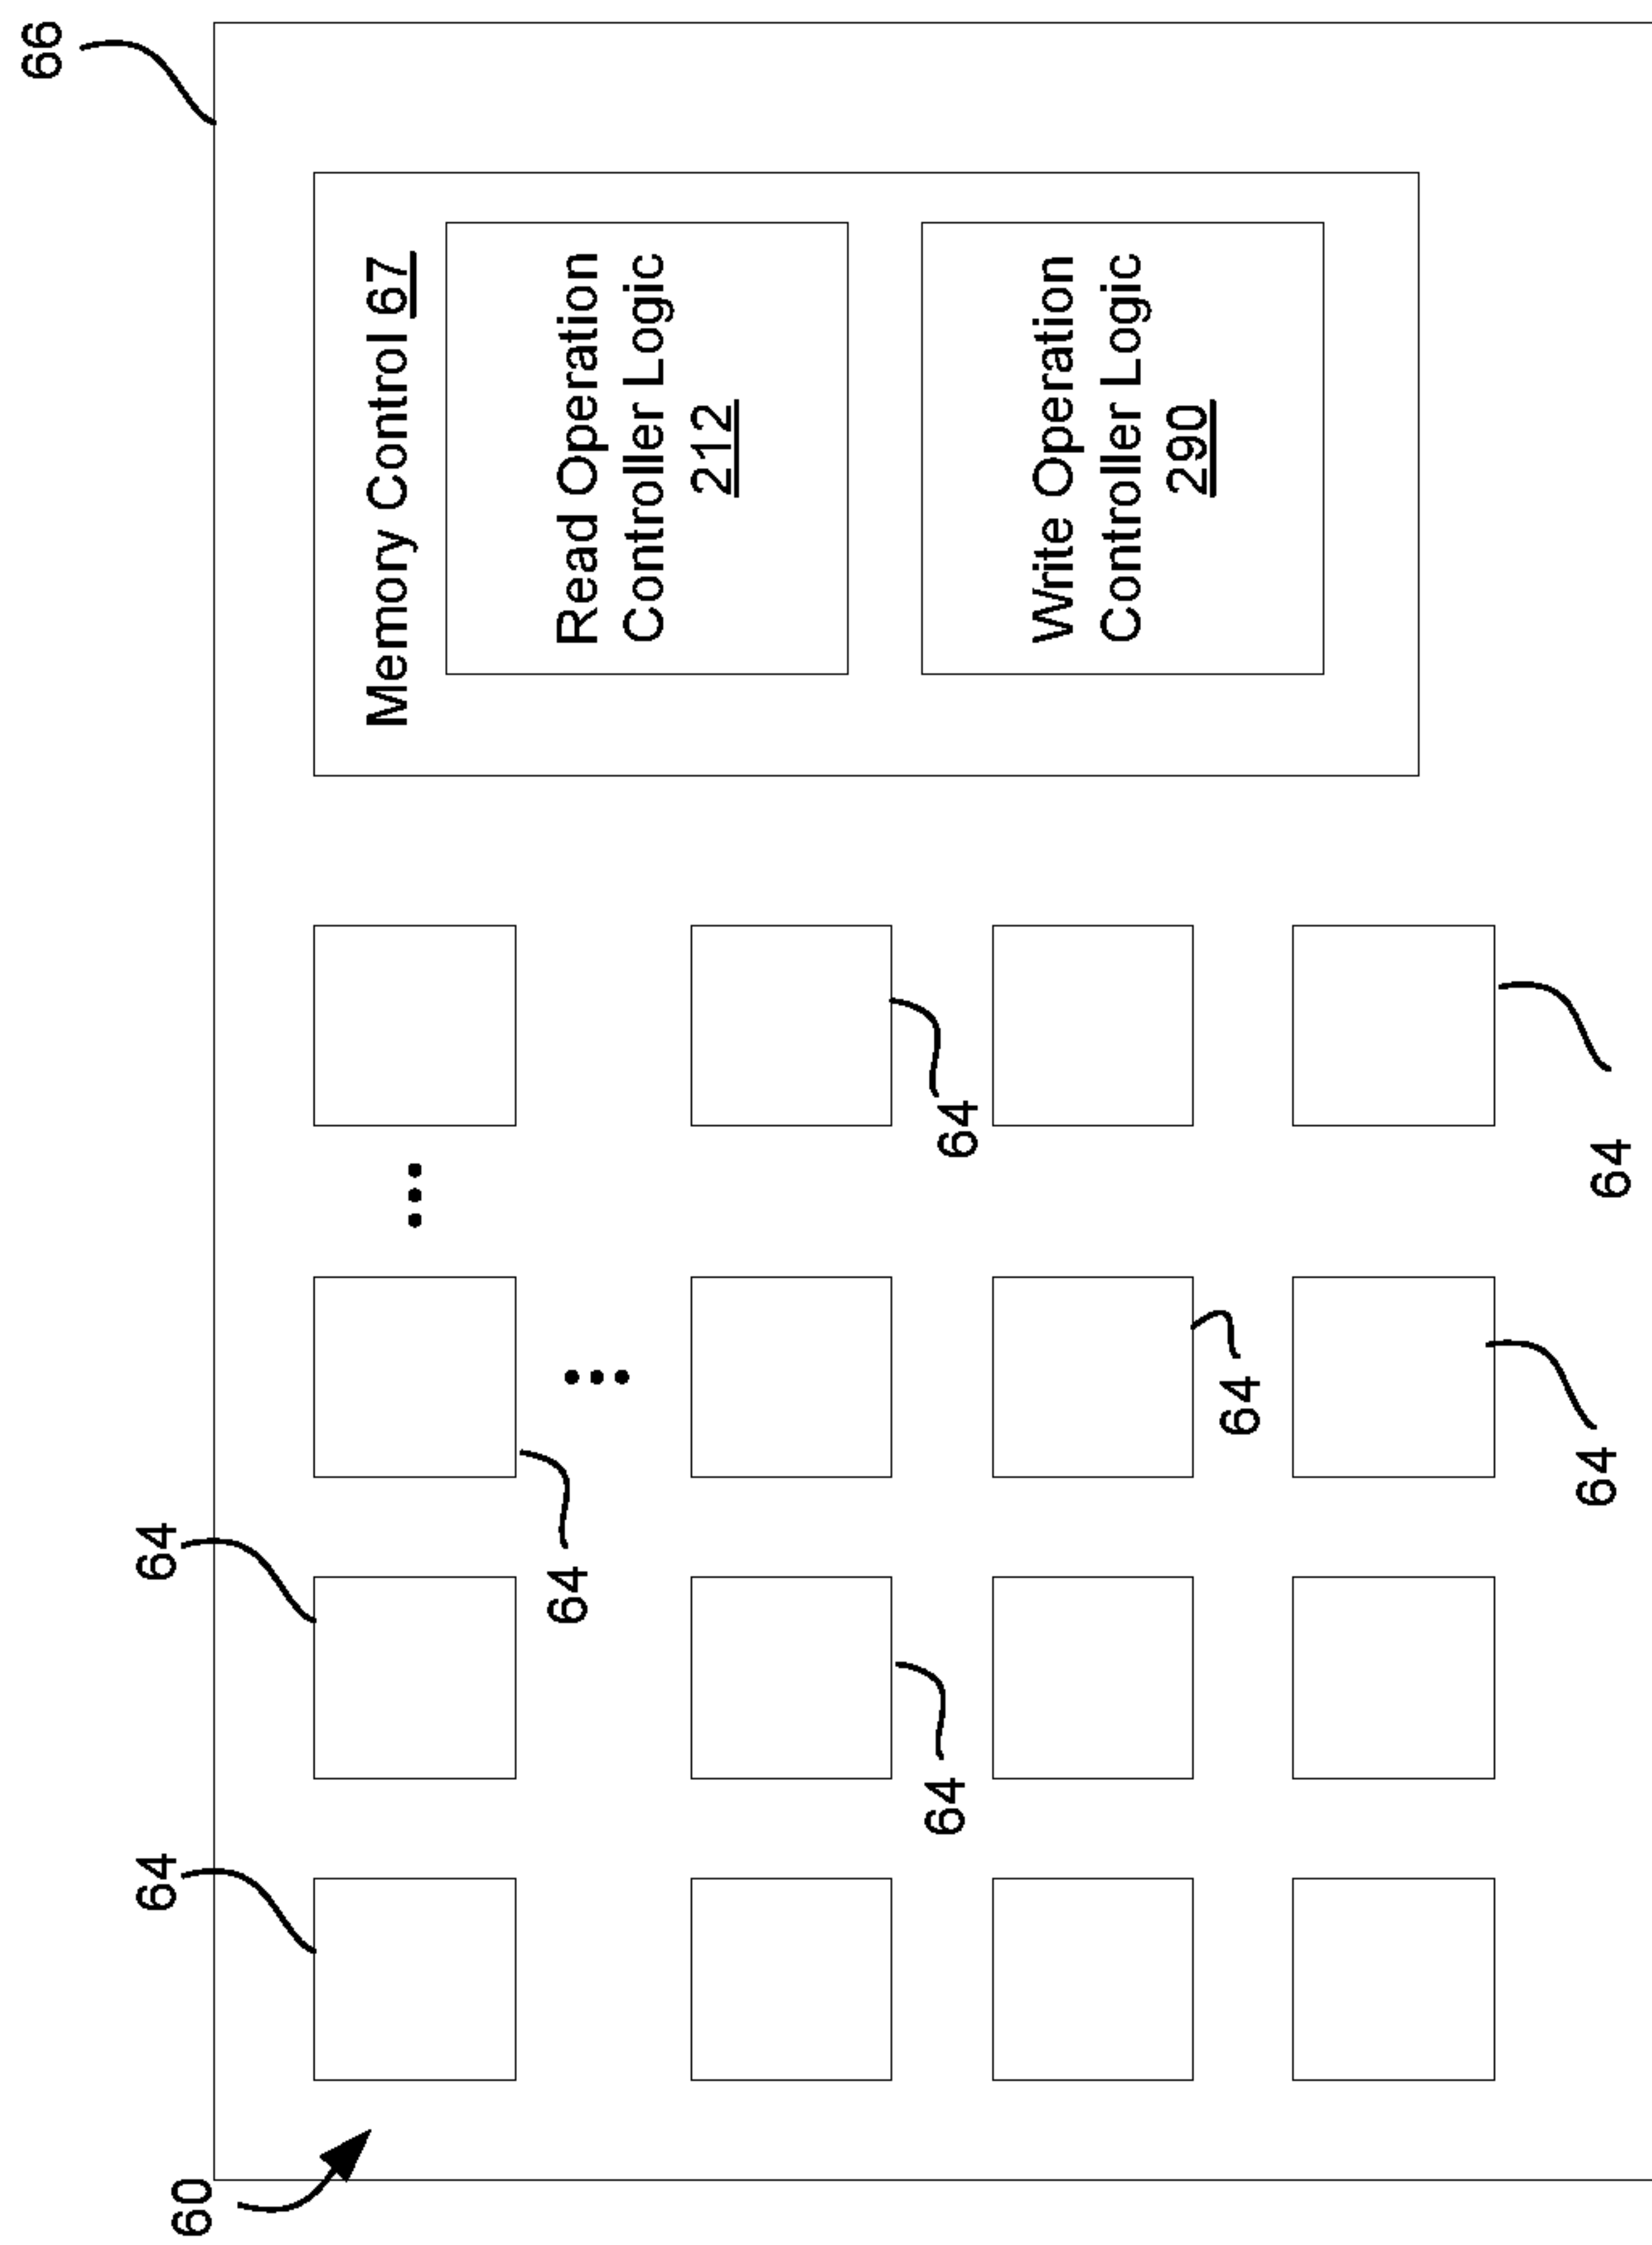 66
64
64
60
Memory Control 67
64
Read Operation
Controller Logic
212
64
64
Write Operation
Controller Logic
290
64
64
64